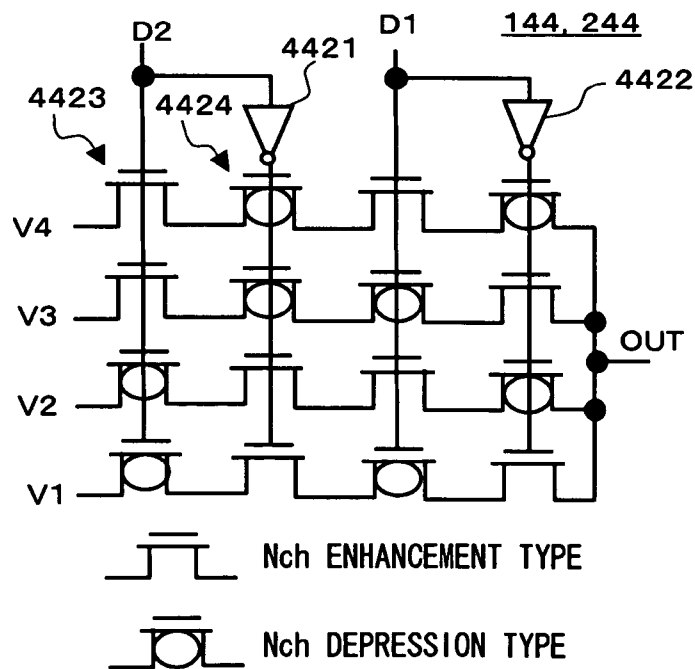 D2
D1
144, 244
4421
4422
4423
4424
V4
V3
OUT
V2
V1
Nch ENHANCEMENT TYPE
Nch DEPRESSION TYPE